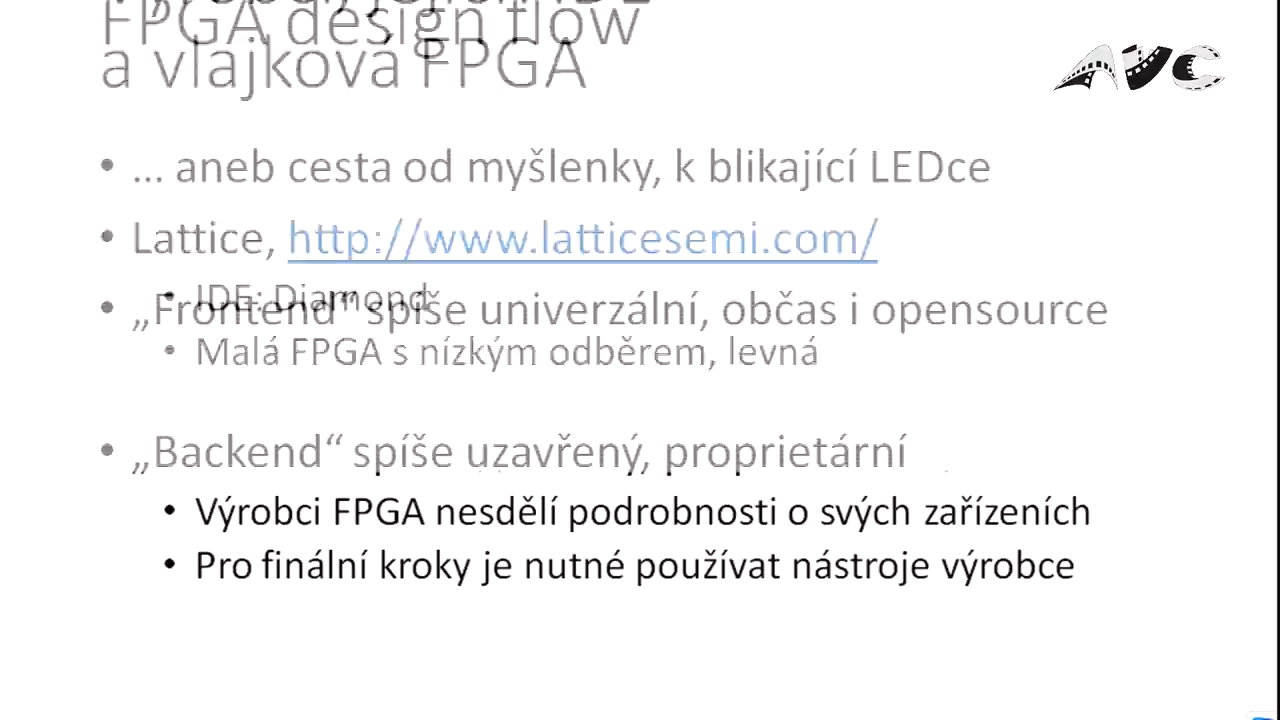 FPGA design flow
a vlajková FPGA
AVC
• ... aneb cesta od myšlenky, k blikající LEDce
• Lattice, http://www.latticesemi.com/
• IDE: Diamond
• „Frontend“ spíše univerzální, občas i opensource
• Malá FPGA s nízkým odběrem, levná
• „Backend“ spíše uzavřený, proprietární
• Výrobci FPGA nesdělí podrobnosti o svých zařízeních
• Pro finální kroky je nutné používat nástroje výrobce